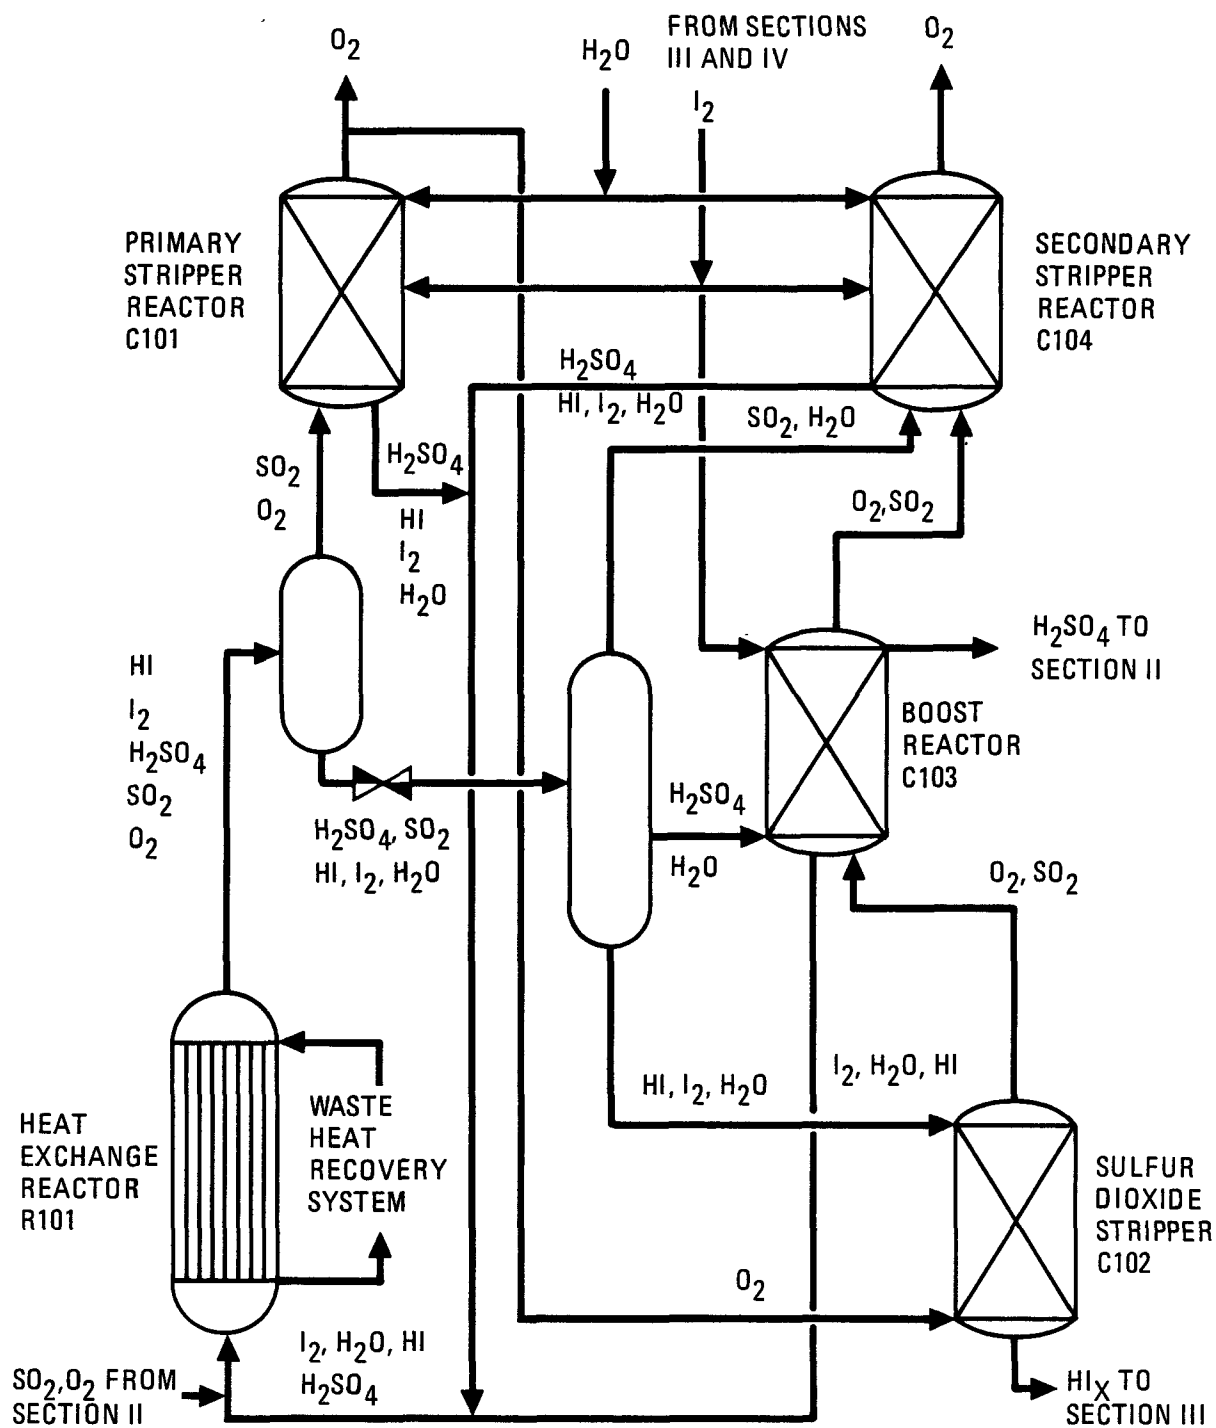 O₂
H₂O
FROM SECTIONS
III AND IV
I₂
O₂
PRIMARY
STRIPPER
REACTOR
C101
SECONDARY
STRIPPER
REACTOR
C104
H₂SO₄
HI, I₂, H₂O
SO₂, H₂O
SO₂
O₂
H₂SO₄
HI
I₂
H₂O
O₂,SO₂
H₂SO₄ TO
SECTION II
HI
I₂
H₂SO₄
SO₂
O₂
BOOST
REACTOR
C103
H₂SO₄, SO₂
HI, I₂, H₂O
H₂SO₄
H₂O
O₂, SO₂
HEAT
EXCHANGE
REACTOR
R101
WASTE
HEAT
RECOVERY
SYSTEM
HI, I₂, H₂O
I₂, H₂O, HI
SULFUR
DIOXIDE
STRIPPER
C102
O₂
I₂, H₂O, HI
H₂SO₄
SO₂,O₂ FROM
SECTION II
HIₓ TO
SECTION III